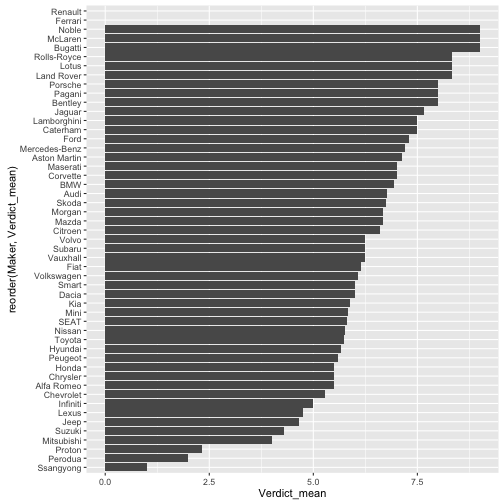 Renault
Ferrari
Noble
McLaren
Bugatti
Rolls-Royce
Lotus
Land Rover
Porsche
Pagani
Bentley
Jaguar
Lamborghini
Caterham
Ford
Mercedes-Benz
Aston Martin
Maserati
Corvette
BMW
Audi
Skoda
Morgan
Mazda
Citroen
Volvo
Subaru
Vauxhall
Fiat
Volkswagen
Smart
Dacia
Kia
Mini
SEAT
Nissan
Toyota
Hyundai
Peugeot
Honda
Chrysler
Alfa Romeo
Chevrolet
Infiniti
Lexus
Jeep
Suzuki
Mitsubishi
Proton
Perodua
Ssangyong
reorder(Maker, Verdict_mean)
0.0 2.5 5.0 7.5
Verdict_mean